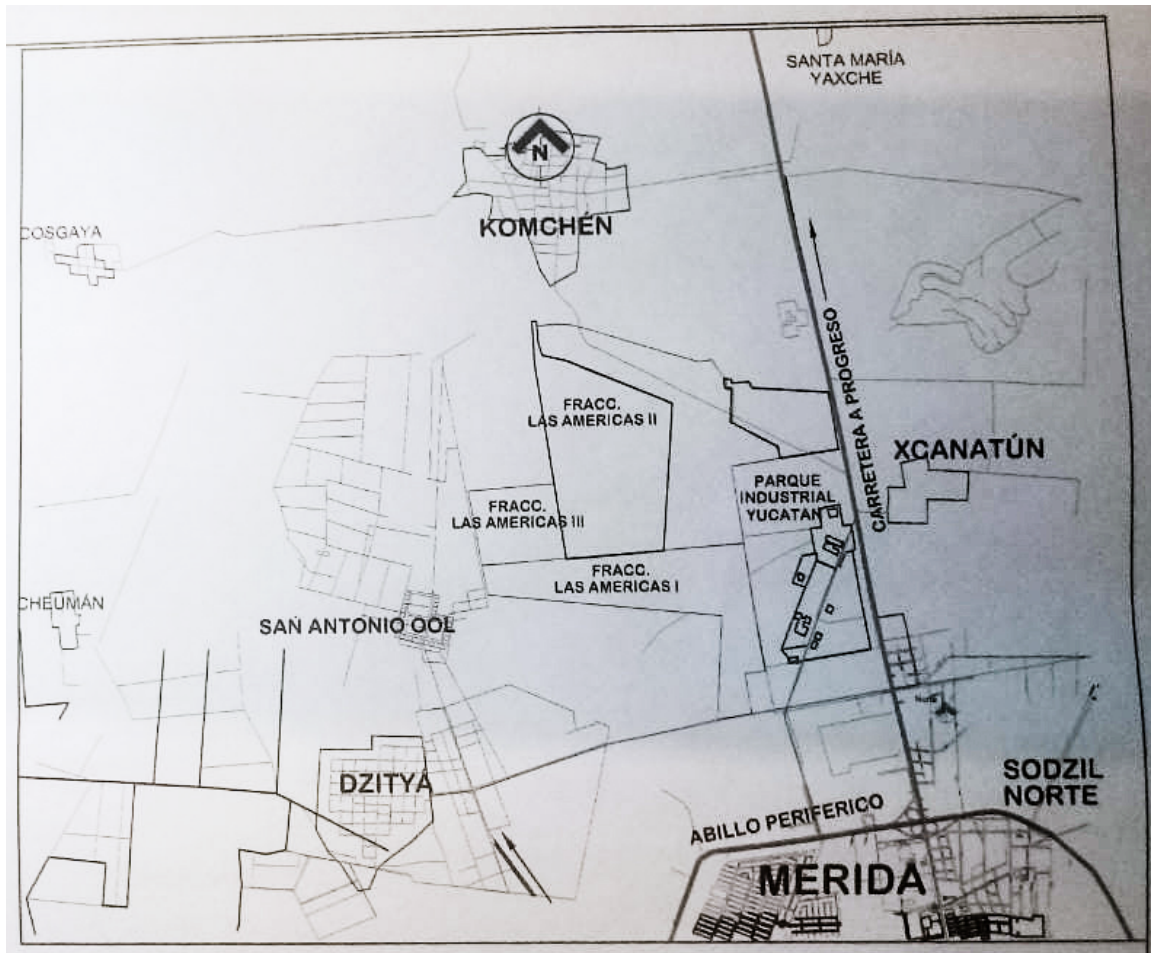 SANTA MARÍA
YAXCHE
N
KOMCHÉN
COSGAYA
CARRETERA A PROGRESO
FRACC.
LAS AMERICAS II
XCANATÚN
PARQUE
INDUSTRIAL
YUCATAN
FRACC.
LAS AMERICAS III
FRACC.
LAS AMERICAS I
CHEUMÁN
SAN ANTONIO OOL
DZITYÁ
SODZIL
NORTE
ABILLO PERIFERICO
MERIDA